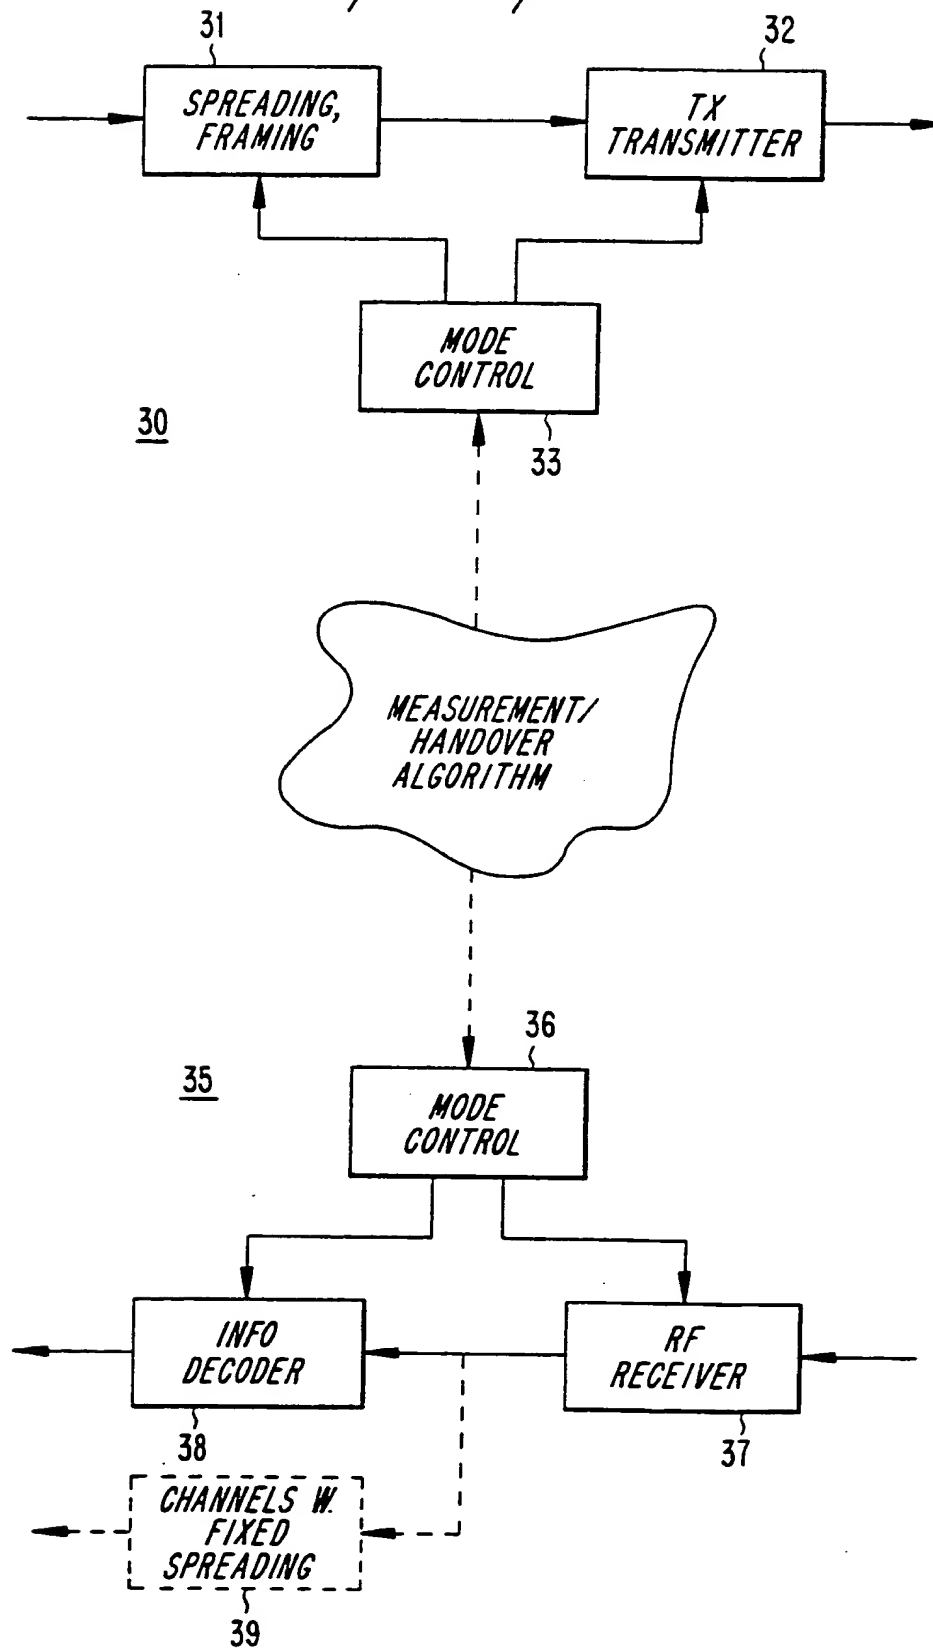 31
32
SPREADING,
FRAMING
TX
TRANSMITTER
MODE
CONTROL
30
33
MEASUREMENT/
HANDOVER
ALGORITHM
36
35
MODE
CONTROL
INFO
DECODER
RF
RECEIVER
38
37
CHANNELS W.
FIXED
SPREADING
39